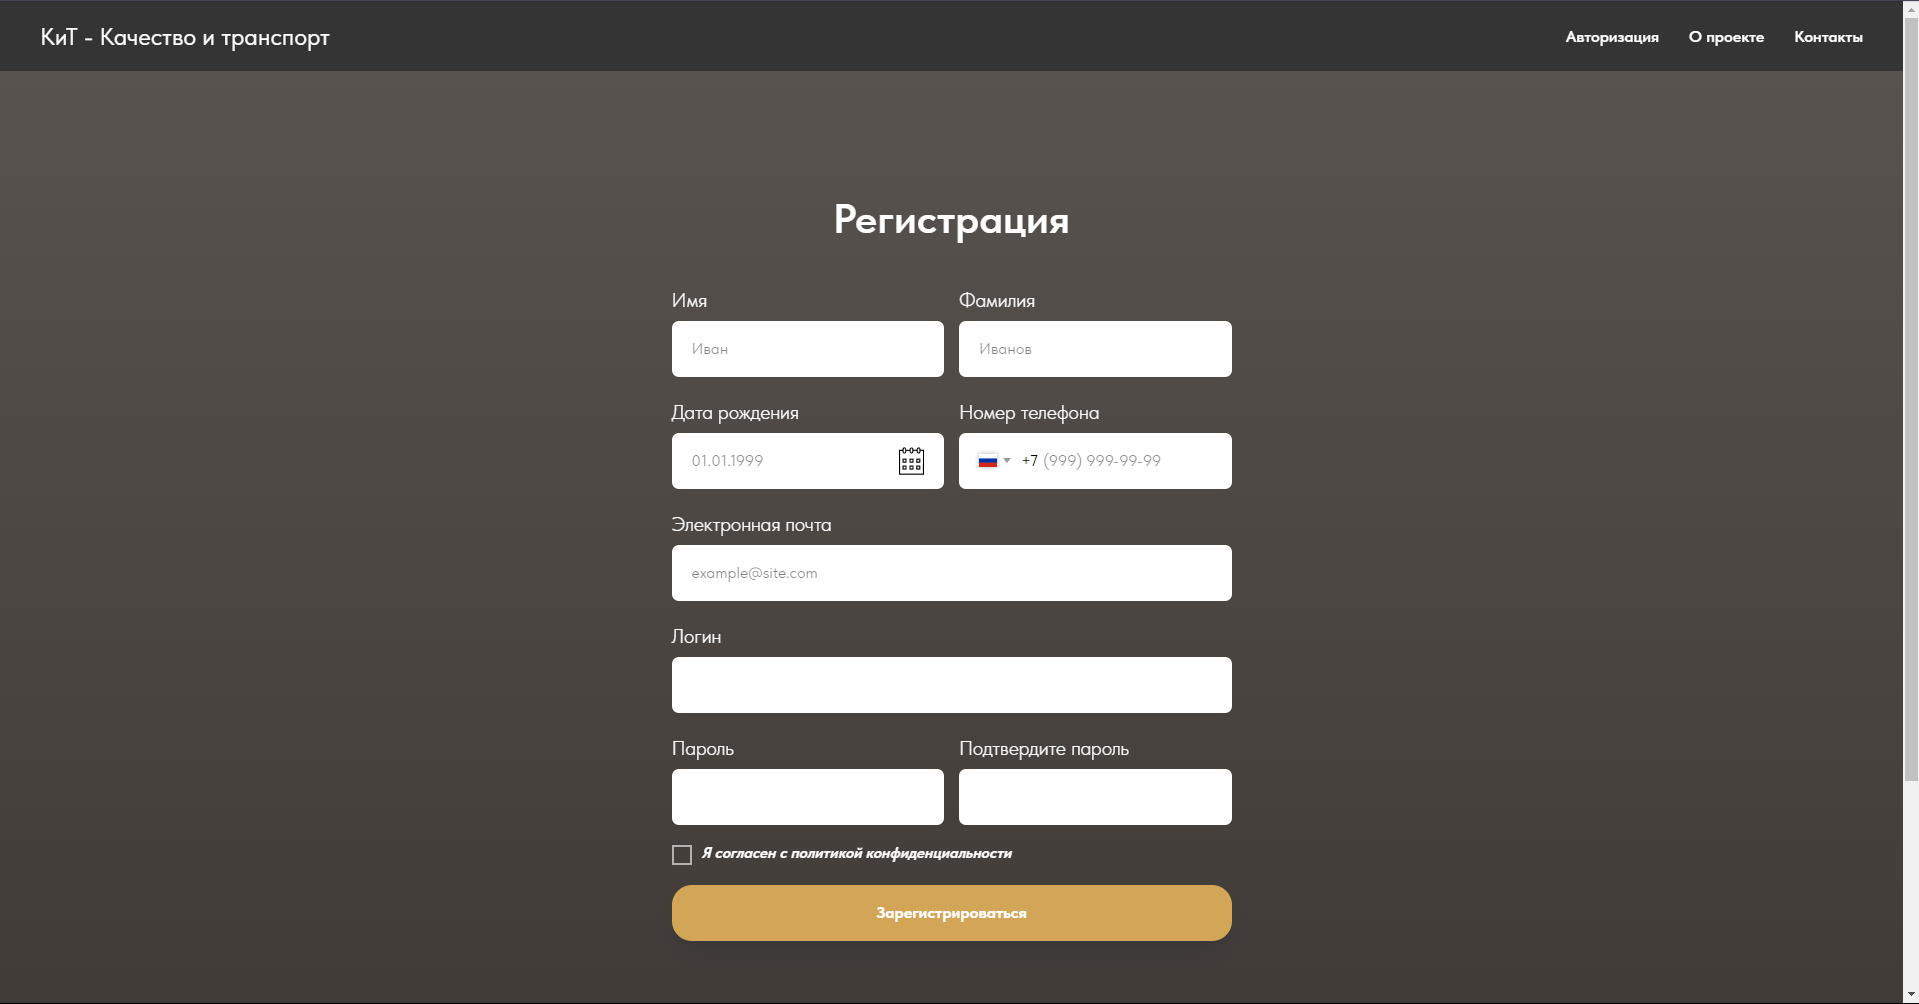 КиТ - Качество и транспорт
Авторизация О проекте Контакты
Регистрация
Имя Фамилия
Иван Иванов
Дата рождения Номер телефона
01.01.1999 +7 (999) 999-99-99
Электронная почта
example@site.com
Логин
Пароль Подтвердите пароль
Я согласен с политикой конфиденциальности
Зарегистрироваться